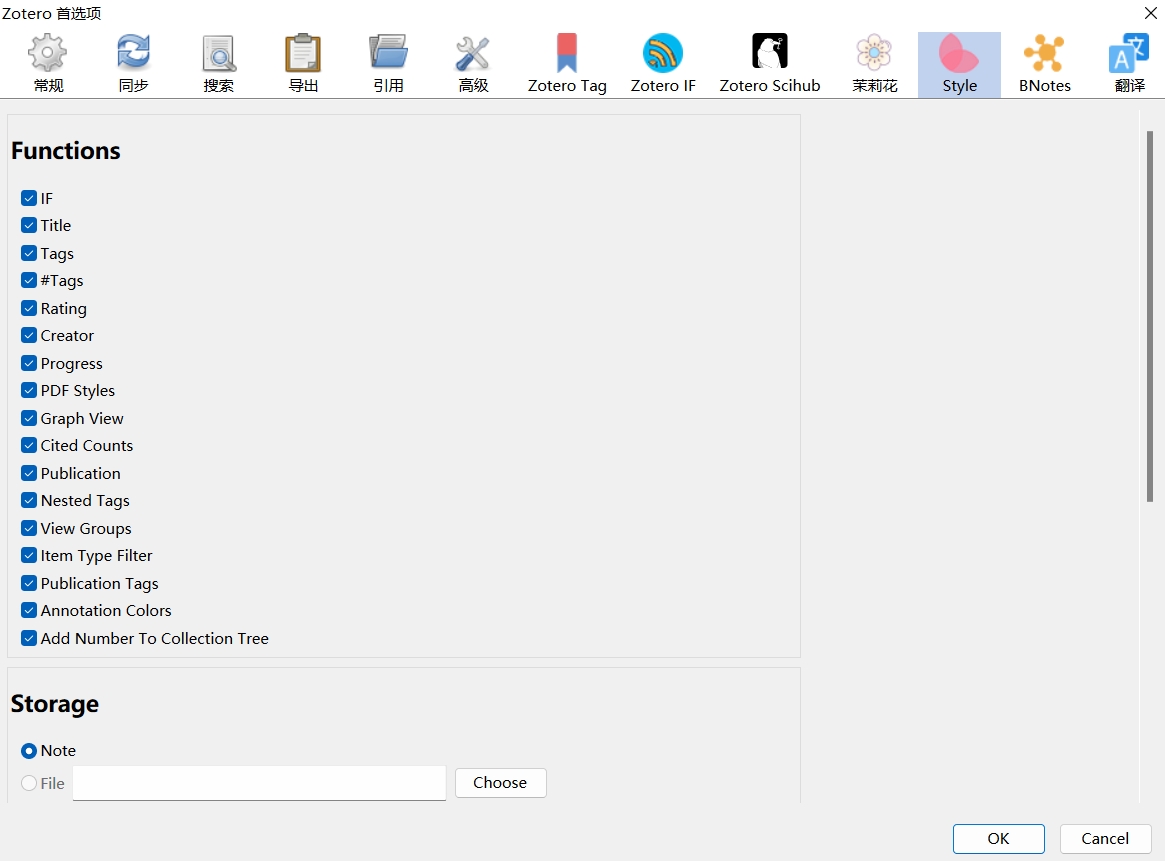 Zotero 首选项
常规 同步 搜索 导出 引用 高级 Zotero Tag Zotero IF Zotero Scihub 茉莉花 Style BNotes 翻译
Functions
IF
Title
Tags
#Tags
Rating
Creator
Progress
PDF Styles
Graph View
Cited Counts
Publication
Nested Tags
View Groups
Item Type Filter
Publication Tags
Annotation Colors
Add Number To Collection Tree
Storage
Note
File Choose
OK Cancel